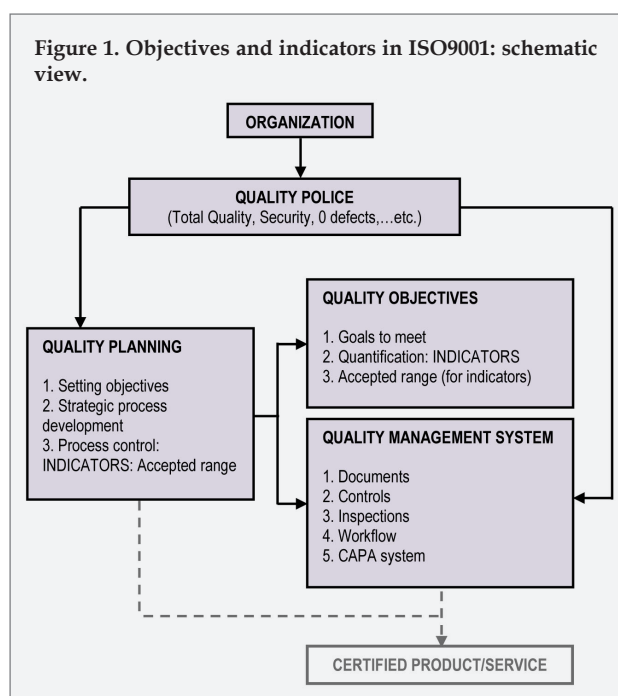 Figure 1. Objectives and indicators in ISO9001: schematic
view.
ORGANIZATION
QUALITY POLICE
(Total Quality, Security, 0 defects,...etc.)
QUALITY PLANNING
1. Setting objectives
2. Strategic process
development
3. Process control:
INDICATORS: Accepted range
QUALITY OBJECTIVES
1. Goals to meet
2. Quantification: INDICATORS
3. Accepted range (for indicators)
QUALITY MANAGEMENT SYSTEM
1. Documents
2. Controls
3. Inspections
4. Workflow
5. CAPA system
CERTIFIED PRODUCT/SERVICE